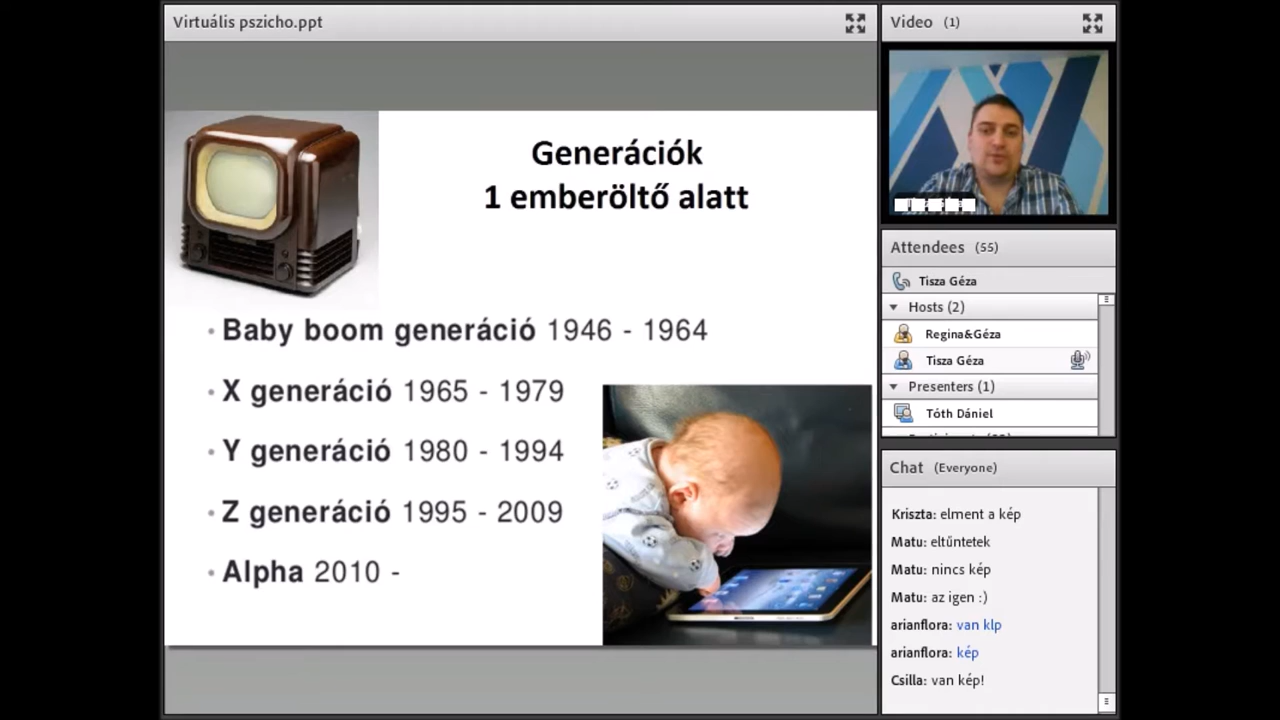 Virtuális pszicho.ppt
Generációk
1 emberöltő alatt
• Baby boom generáció 1946 - 1964
• X generáció 1965 - 1979
• Y generáció 1980 - 1994
• Z generáció 1995 - 2009
• Alpha 2010 -
Video (1)
Attendees (55)
Tisza Géza
Hosts (2)
Regina&Géza
Tisza Géza
Presenters (1)
Tóth Dániel
Chat (Everyone)
Kriszta: elment a kép
Matu: eltűntetek
Matu: nincs kép
Matu: az igen :)
arianflora: van klp
arianflora: kép
Csilla: van kép!